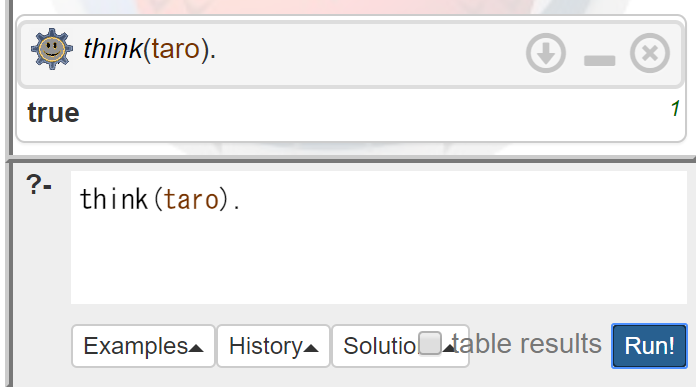 think(taro).
true
1
?-
think(taro).
Examples History Solutio table results Run!